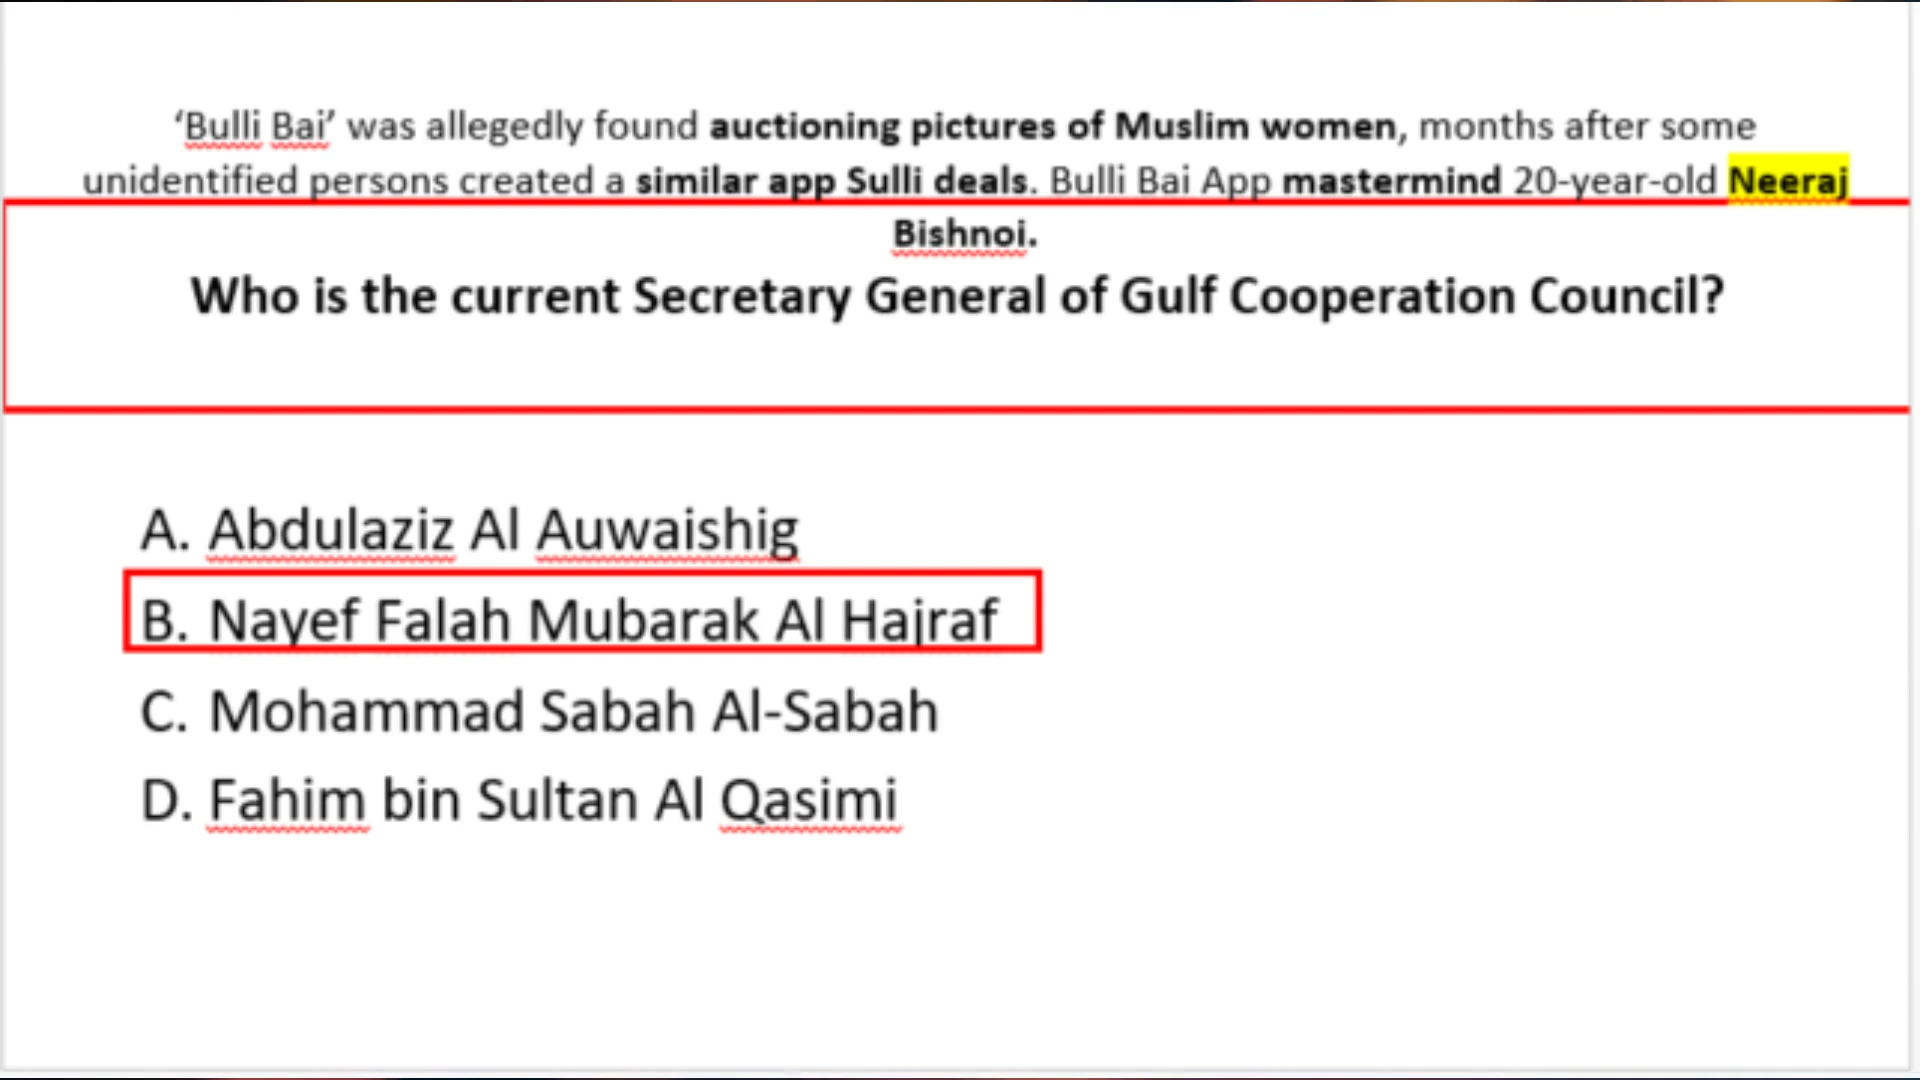 ‘Bulli Bai’ was allegedly found auctioning pictures of Muslim women, months after some
unidentified persons created a similar app Sulli deals. Bulli Bai App mastermind 20-year-old Neeraj
Bishnoi.
Who is the current Secretary General of Gulf Cooperation Council?
A. Abdulaziz Al Auwaishig
B. Nayef Falah Mubarak Al Hajraf
C. Mohammad Sabah Al-Sabah
D. Fahim bin Sultan Al Qasimi